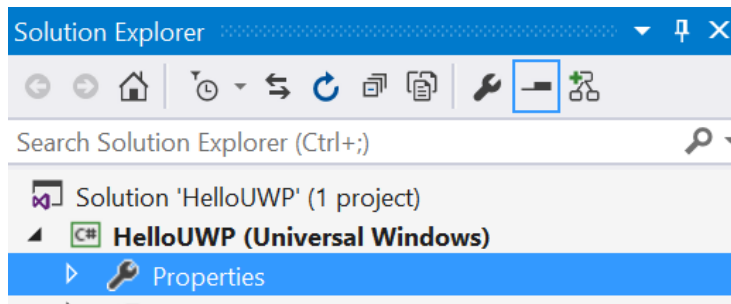 Solution Explorer
Search Solution Explorer (Ctrl+;)
Solution 'HelloUWP' (1 project)
C# HelloUWP (Universal Windows)
Properties